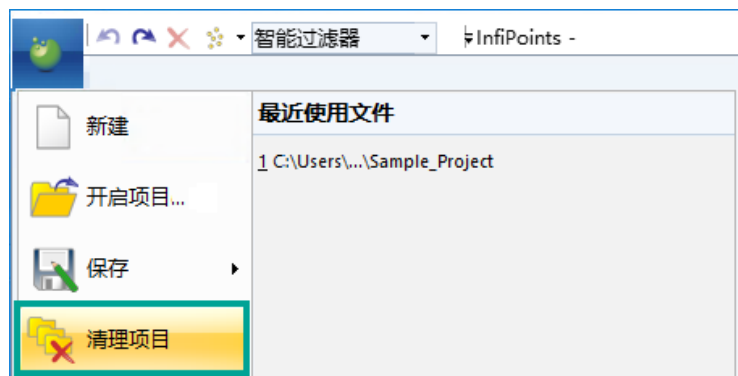 智能过滤器 InfiPoints -
新建
最近使用文件
1 C:\Users\...\Sample_Project
开启项目...
保存
清理项目